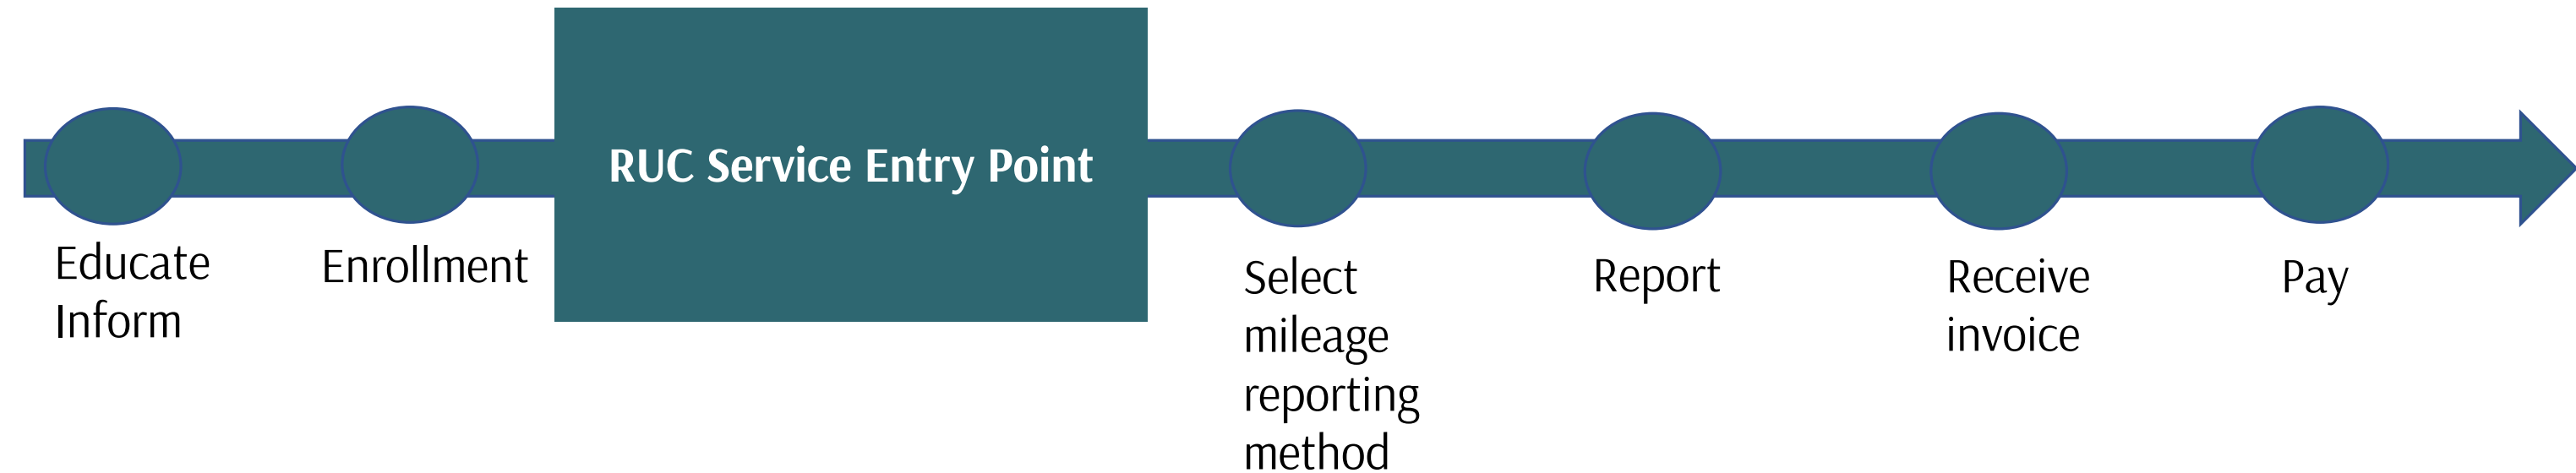 RUC Service Entry Point
Educate
Inform
Enrollment
Select
mileage
reporting
method
Report
Receive
invoice
Pay